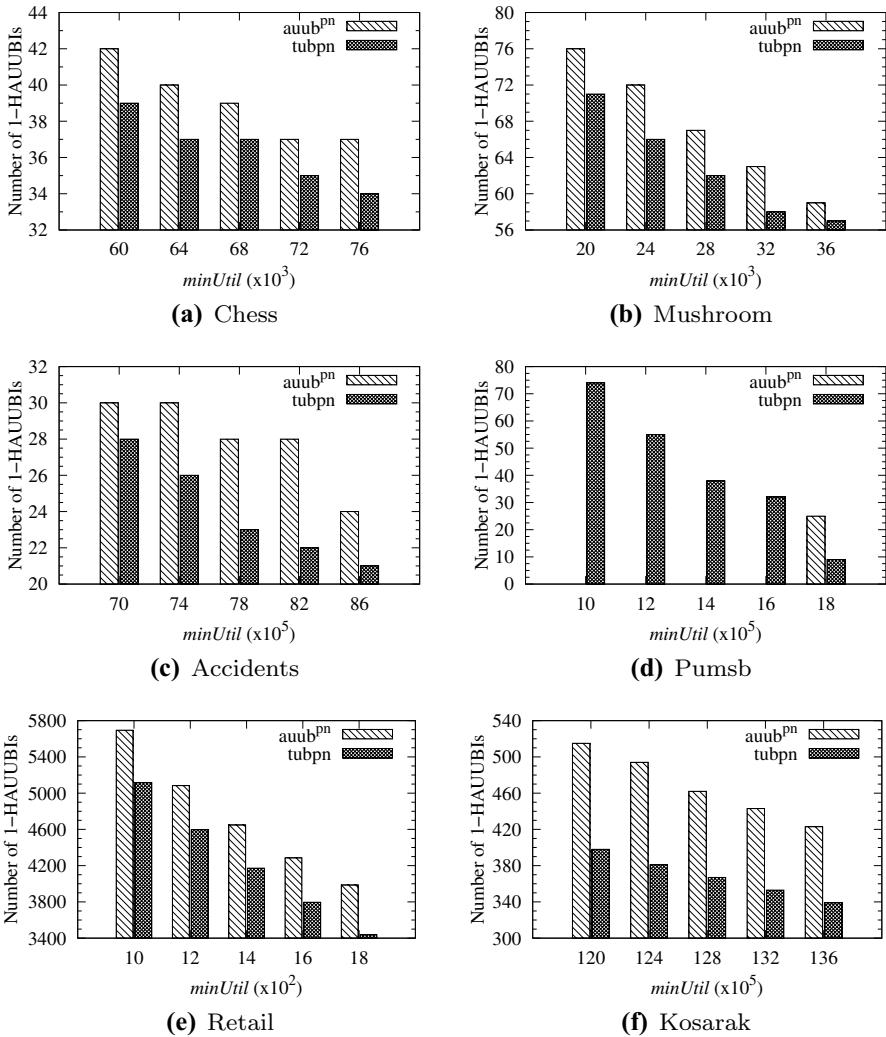 Number of 1−HAUUBIs
44
42
40
38
36
34
32
auub^pn
tubpn
60 64 68 72 76
minUtil (x10^3)
(a) Chess
Number of 1−HAUUBIs
80
76
72
68
64
60
56
auub^pn
tubpn
20 24 28 32 36
minUtil (x10^3)
(b) Mushroom
Number of 1−HAUUBIs
32
30
28
26
24
22
20
auub^pn
tubpn
70 74 78 82 86
minUtil (x10^5)
(c) Accidents
Number of 1−HAUUBIs
80
70
60
50
40
30
20
10
0
auub^pn
tubpn
10 12 14 16 18
minUtil (x10^5)
(d) Pumsb
Number of 1−HAUUBIs
5800
5400
5000
4600
4200
3800
3400
auub^pn
tubpn
10 12 14 16 18
minUtil (x10^2)
(e) Retail
Number of 1−HAUUBIs
540
500
460
420
380
340
300
auub^pn
tubpn
120 124 128 132 136
minUtil (x10^5)
(f) Kosarak